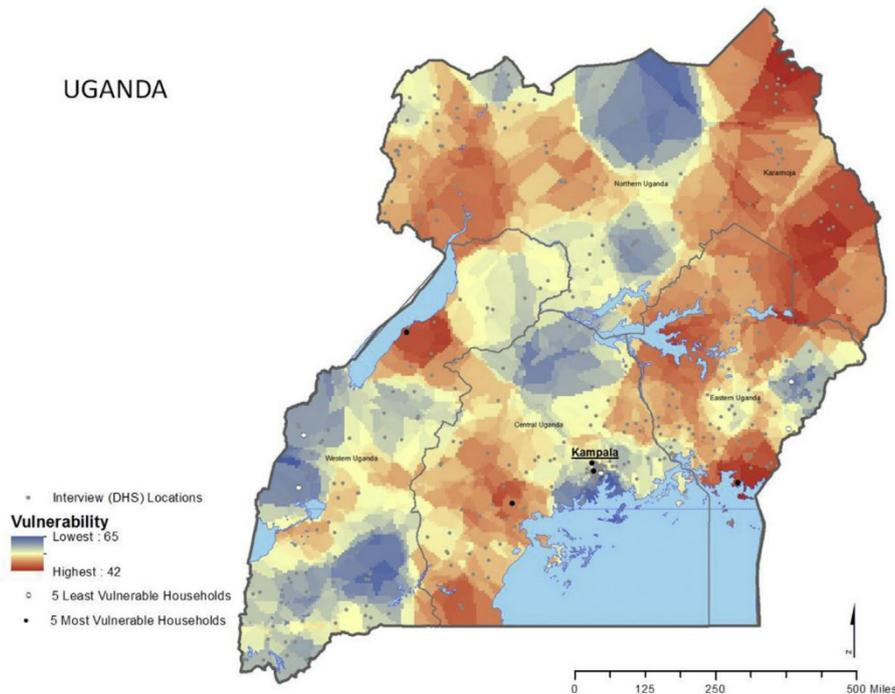 UGANDA
Karamoja
Northern Uganda
Eastern Uganda
Central Uganda
Kampala
Western Uganda
Interview (DHS) Locations
Vulnerability
Lowest : 65
Highest : 42
5 Least Vulnerable Households
5 Most Vulnerable Households
N
0 125 250 500 Miles